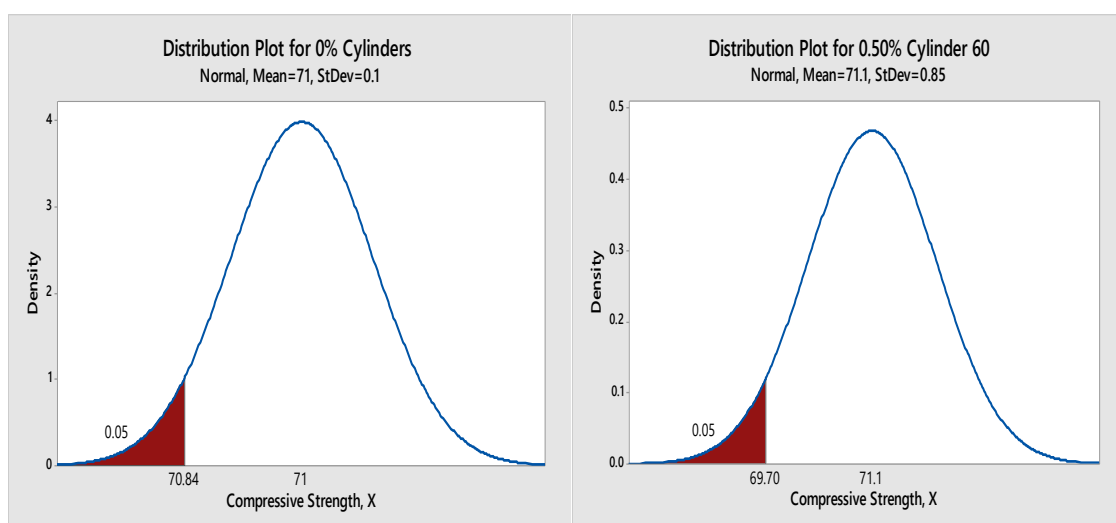 Distribution Plot for 0% Cylinders
Normal, Mean=71, StDev=0.1
4
3
2
1
0
Density
0.05
70.84
71
Compressive Strength, X
Distribution Plot for 0.50% Cylinder 60
Normal, Mean=71.1, StDev=0.85
0.5
0.4
0.3
0.2
0.1
0.0
Density
0.05
69.70
71.1
Compressive Strength, X